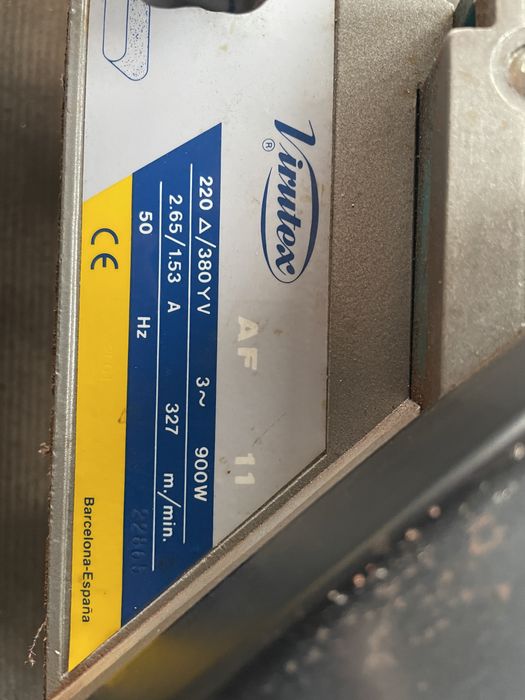 Virutex
®
AF 11
220 Δ/380 Y V 3~ 900W
2.65/1.53 A 327 m./min.
50 Hz
CE
Barcelona-España